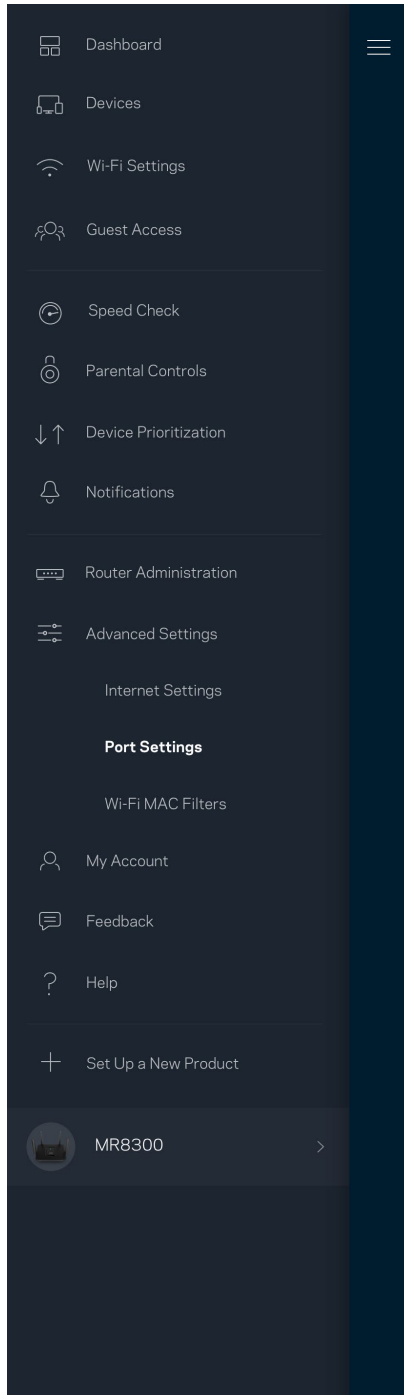 Dashboard
Devices
Wi-Fi Settings
Guest Access
Speed Check
Parental Controls
Device Prioritization
Notifications
Router Administration
Advanced Settings
Internet Settings
Port Settings
Wi-Fi MAC Filters
My Account
Feedback
Help
Set Up a New Product
MR8300